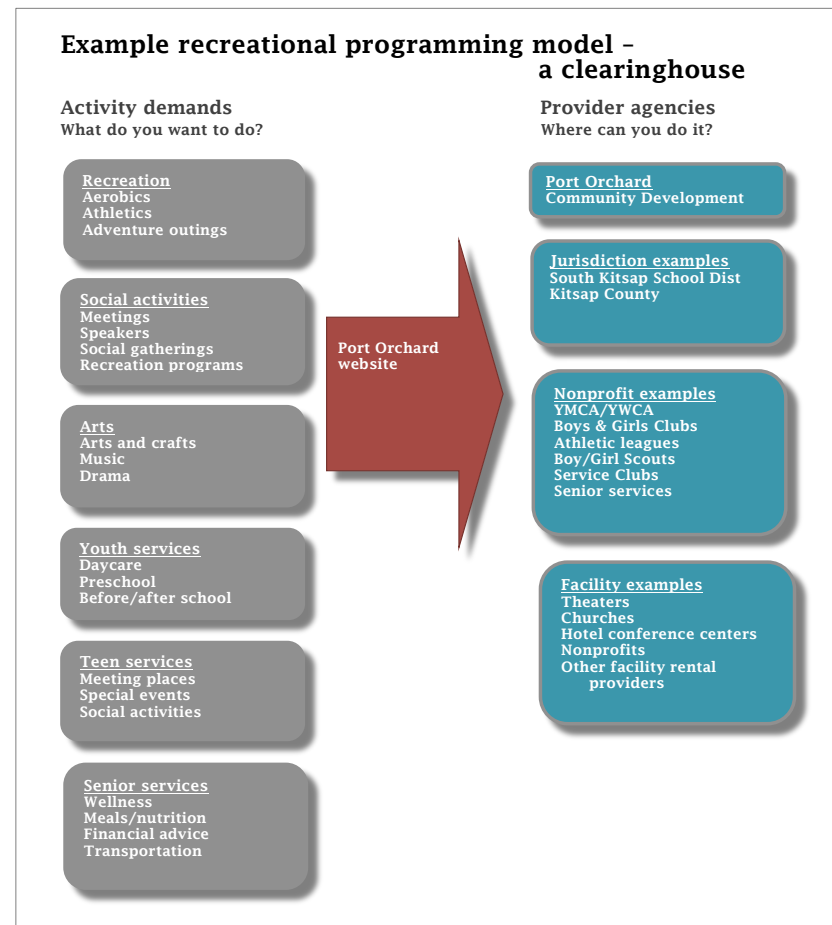 Example recreational programming model –
a clearinghouse
Activity demands
What do you want to do?
Recreation
Aerobics
Athletics
Adventure outings
Social activities
Meetings
Speakers
Social gatherings
Recreation programs
Arts
Arts and crafts
Music
Drama
Youth services
Daycare
Preschool
Before/after school
Teen services
Meeting places
Special events
Social activities
Senior services
Wellness
Meals/nutrition
Financial advice
Transportation
Port Orchard
website
Provider agencies
Where can you do it?
Port Orchard
Community Development
Jurisdiction examples
South Kitsap School Dist
Kitsap County
Nonprofit examples
YMCA/YWCA
Boys & Girls Clubs
Athletic leagues
Boy/Girl Scouts
Service Clubs
Senior services
Facility examples
Theaters
Churches
Hotel conference centers
Nonprofits
Other facility rental
providers